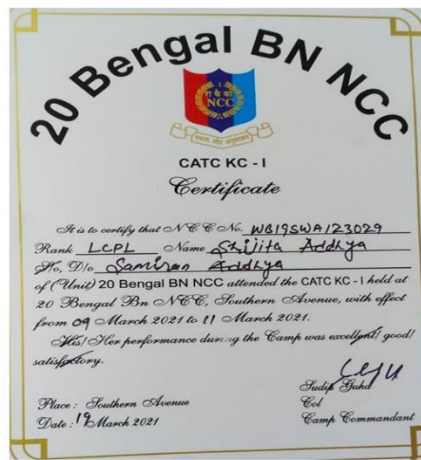 20 Bengal BN NCC
NCC
CATC KC - I
Certificate
It is to certify that N C C No. WB19SWA123029
Rank LCPL Name Shijita Addhya
S/o, D/o Samiran Addhya
of (Unit) 20 Bengal BN NCC attended the CATC KC - I held at
20 Bengal Bn NCC, Southern Avenue, with effect
from 09 March 2021 to 11 March 2021.
His/Her performance during the Camp was excellent/ good/
satisfactory.
Sudip Guha
Place : Southern Avenue
Col
Date : 19 March 2021
Camp Commandant